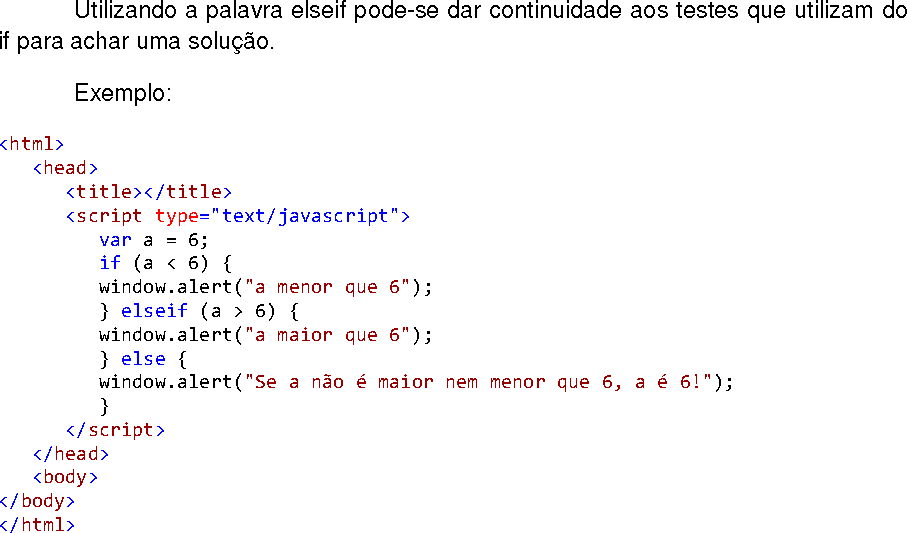 Utilizando a palavra elseif pode-se dar continuidade aos testes que utilizam do
if para achar uma solução.
Exemplo:
<html>
<head>
<title></title>
<script type="text/javascript">
var a = 6;
if (a < 6) {
window.alert("a menor que 6");
} elseif (a > 6) {
window.alert("a maior que 6");
} else {
window.alert("Se a não é maior nem menor que 6, a é 6!");
}
</script>
</head>
<body>
</body>
</html>